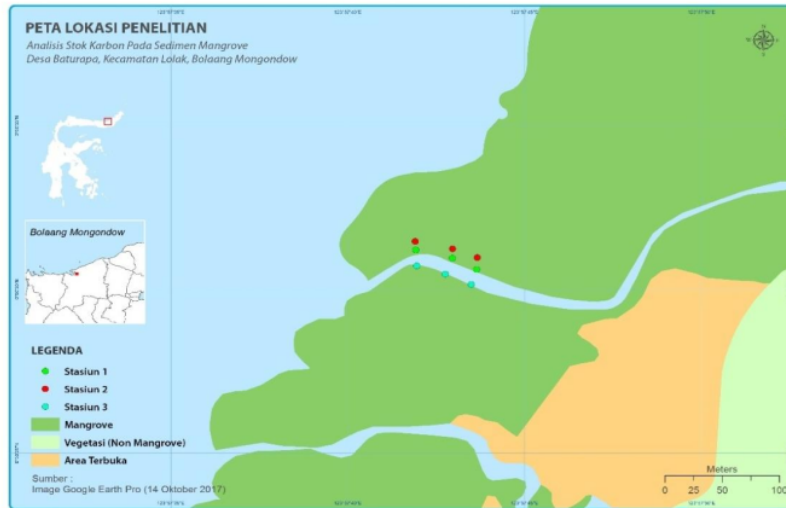 PETA LOKASI PENELITIAN
Analisis Stok Karbon Pada Sedimen Mangrove
Desa Baturapa, Kecamatan Lolak, Bolaang Mongondow
Bolaang Mongondow
LEGENDA
Stasiun 1
Stasiun 2
Stasiun 3
Mangrove
Vegetasi (Non Mangrove)
Area Terbuka
Sumber :
Image Google Earth Pro (14 Oktober 2017)
Meters
0 25 50 100